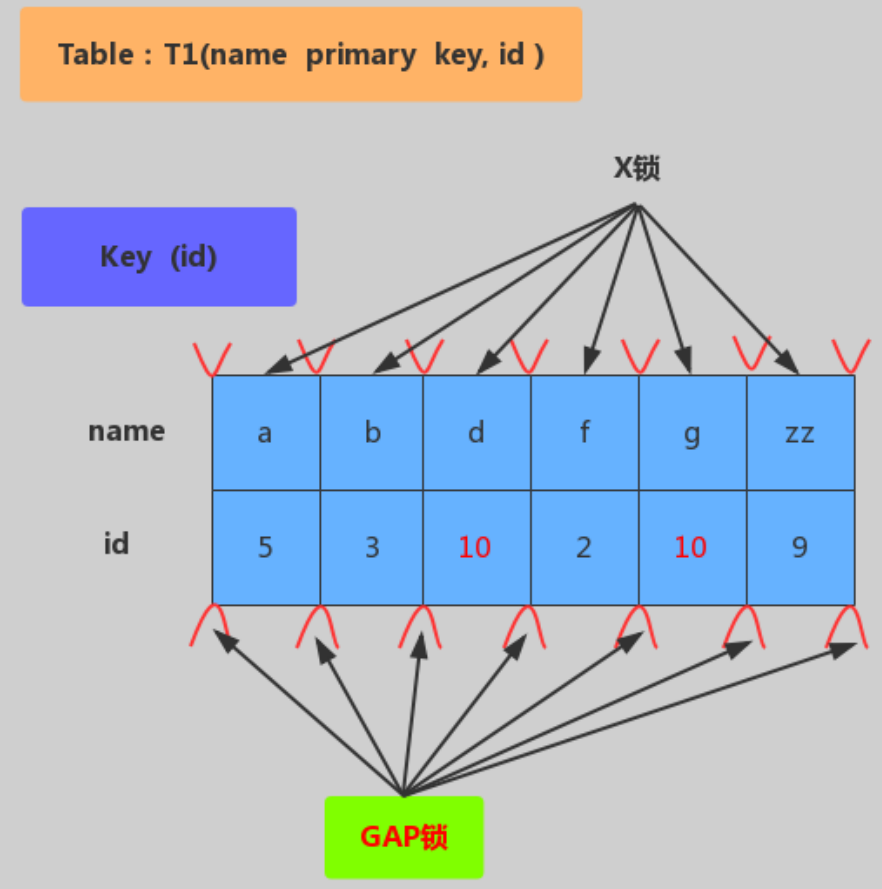 Table : T1(name primary key, id )
X锁
Key (id)
name a b d f g zz
id 5 3 10 2 10 9
GAP锁